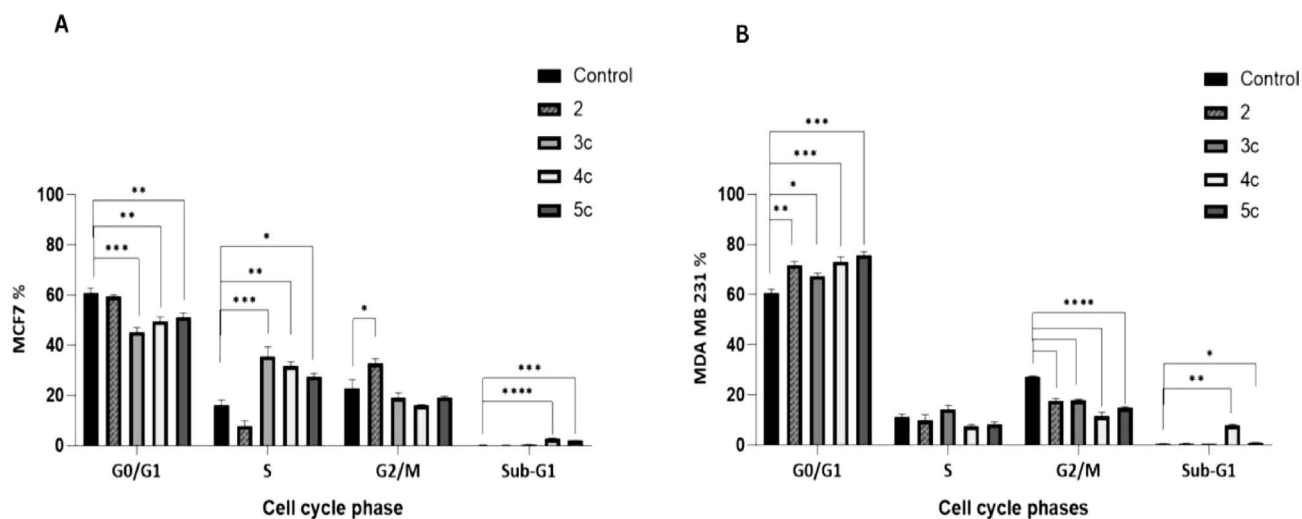 A
Control
2
3c
4c
5c
**
**
***
*
**
***
*
***
****
100
80
60
40
20
0
MCF7 %
G0/G1 S G2/M Sub-G1
Cell cycle phase
B
Control
2
3c
4c
5c
***
***
*
**
****
*
**
100
80
60
40
20
0
MDA MB 231 %
G0/G1 S G2/M Sub-G1
Cell cycle phases